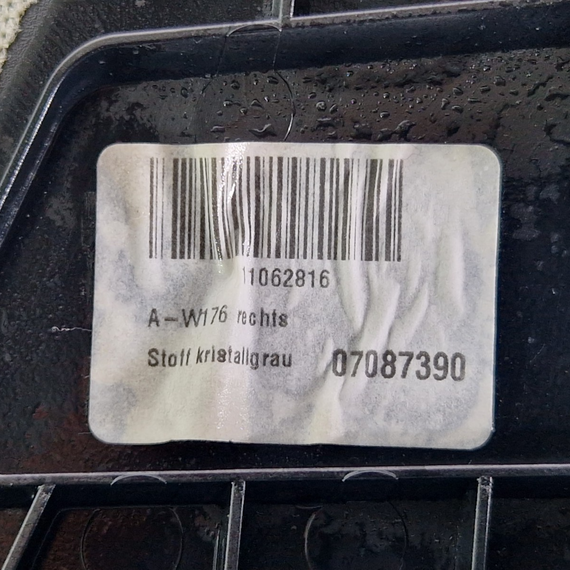 11062816
A-W176 rechts
Stoff kristallgrau 07087390